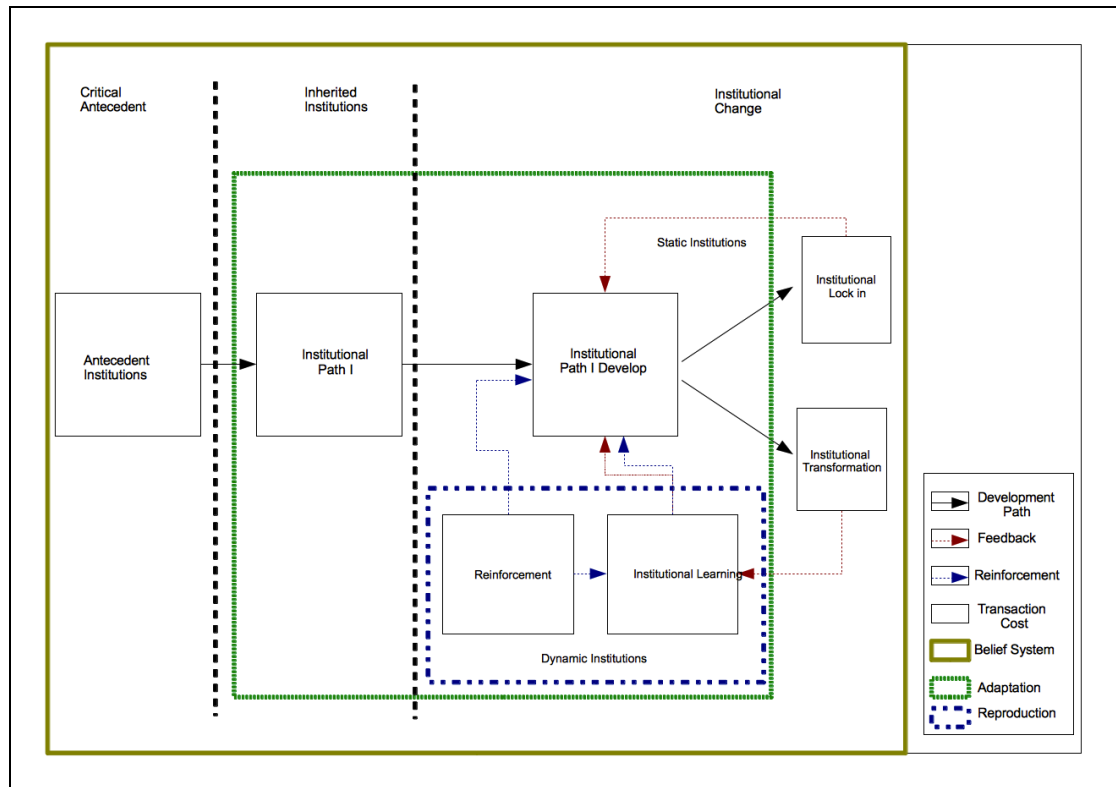 Critical
Antecedent
Inherited
Institutions
Institutional
Change
Static Institutions
Institutional
Lock in
Antecedent
Institutions
Institutional
Path I
Institutional
Path I Develop
Institutional
Transformation
Reinforcement
Institutional Learning
Dynamic Institutions
Development
Path
Feedback
Reinforcement
Transaction
Cost
Belief System
Adaptation
Reproduction